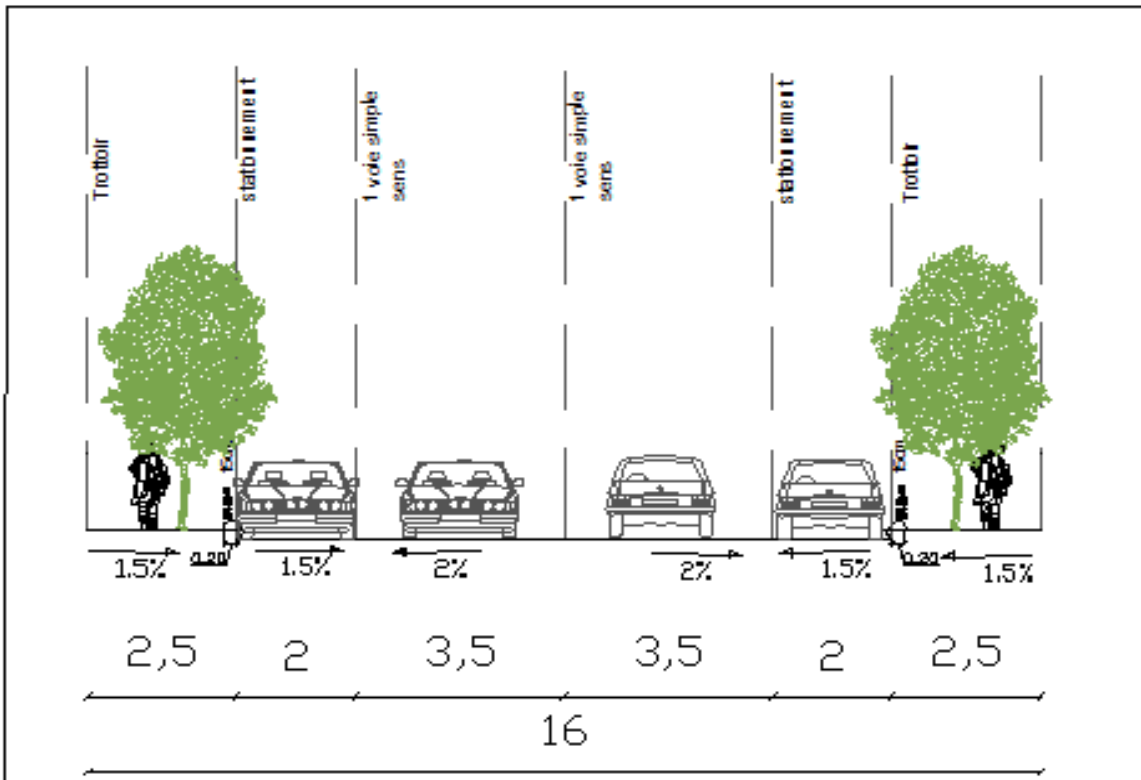 Trottoir
stationnement
1 voie simple
sens
1 voie simple
sens
stationnement
Trottoir
1.5%
0.20
1.5%
2%
2%
1.5%
0.20
1.5%
2,5
2
3,5
3,5
2
2,5
16